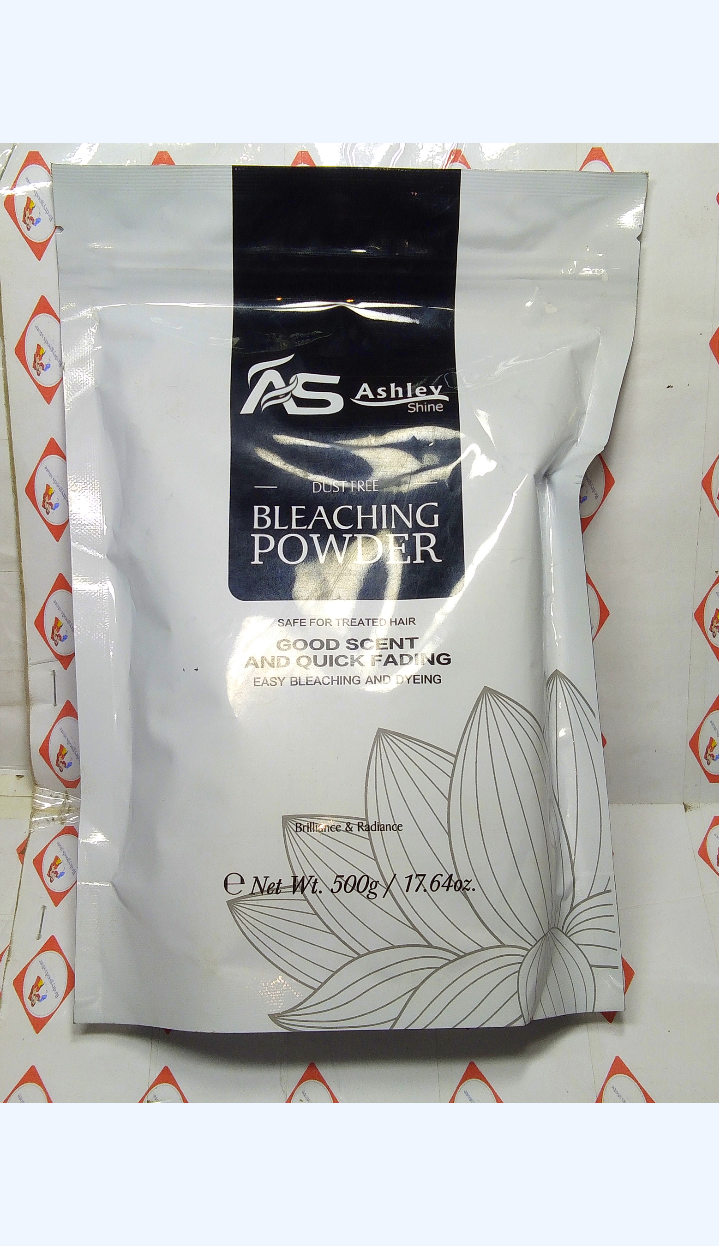 AS Ashley
Shine
DUST FREE
BLEACHING
POWDER
SAFE FOR TREATED HAIR
GOOD SCENT
AND QUICK FADING
EASY BLEACHING AND DYEING
Brilliance & Radiance
℮ Net Wt. 500g / 17.64oz.